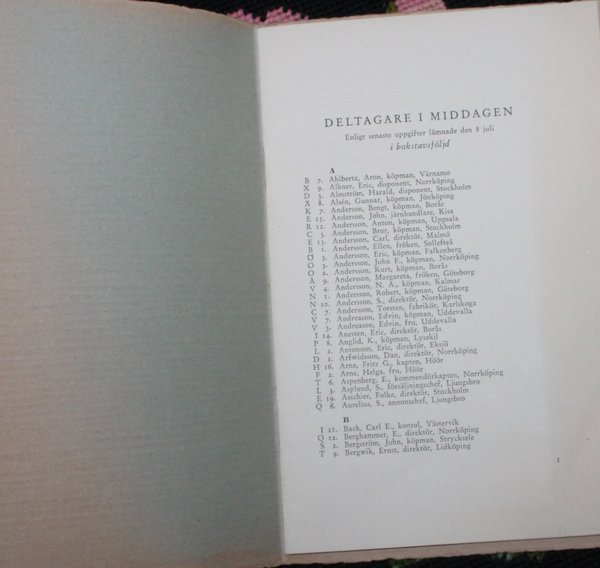 DELTAGARE I MIDDAGEN
Enligt senaste uppgifter lämnade den 8 juli
i bokstavsföljd
A
B 7. Ahlbertz, Aron, köpman, Värnamo
X 9. Alkner, Eric, disponent, Norrköping
D 3. Almström, Harald, disponent, Stockholm
Ä 8. Alsén, Gunnar, köpman, Jönköping
K 7. Anderson, Bengt, köpman, Borås
E 15. Anderson, John, järnhandlare, Kisa
R 12. Andersson, Anton, köpman, Uppsala
C 3. Andersson, Bror, köpman, Stockholm
E 13. Andersson, Carl, direktör, Malmö
B 1. Andersson, Ellen, fröken, Sollefteå
Ö 3. Andersson, Eric, köpman, Falkenberg
O 5. Andersson, John F., köpman, Norrköping
O 2. Andersson, Kurt, köpman, Borås
Å 9. Andersson, Margareta, fröken, Göteborg
V 4. Andersson, N. A., köpman, Kalmar
N 1. Andersson, Robert, köpman, Göteborg
N 10. Andersson, S., direktör, Norrköping
C 7. Andersson, Torsten, fabrikör, Karlskoga
V 7. Andreason, Edvin, köpman, Uddevalla
V 5. Andreason, Edvin, fru, Uddevalla
I 14. Anesten, Eric, direktör, Borås
P 8. Anglid, K., köpman, Lysekil
L 2. Antonson, Eric, direktör, Eksjö
D 1. Arfwidsson, Dan, direktör, Norrköping
H 16. Arne, Fritz G., kapten, Höör
F 2. Arne, Helga, fru, Höör
T 6. Aspenberg, E., kommendörkapten, Norrköping
L 3. Asplund, S., försäljningschef, Ljungsbro
E 19. Asschier, Folke, direktör, Stockholm
Q 6. Aurelius, S., annonschef, Ljungsbro
B
I 21. Back, Carl E., konsul, Västervik
Q 12. Berghammer, E., direktör, Norrköping
S 2. Bergström, John, köpman, Strycksele
T 9. Bergwik, Ernst, direktör, Lidköping
1